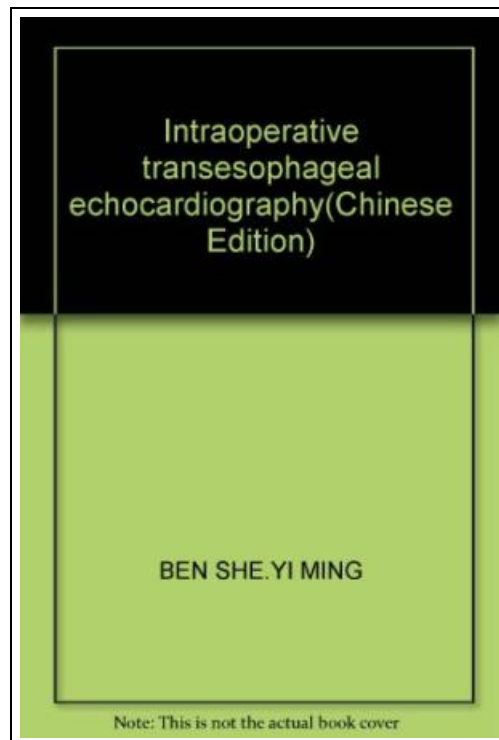 Intraoperative
transesophageal
echocardiography(Chinese
Edition)
BEN SHE.YI MING
Note: This is not the actual book cover